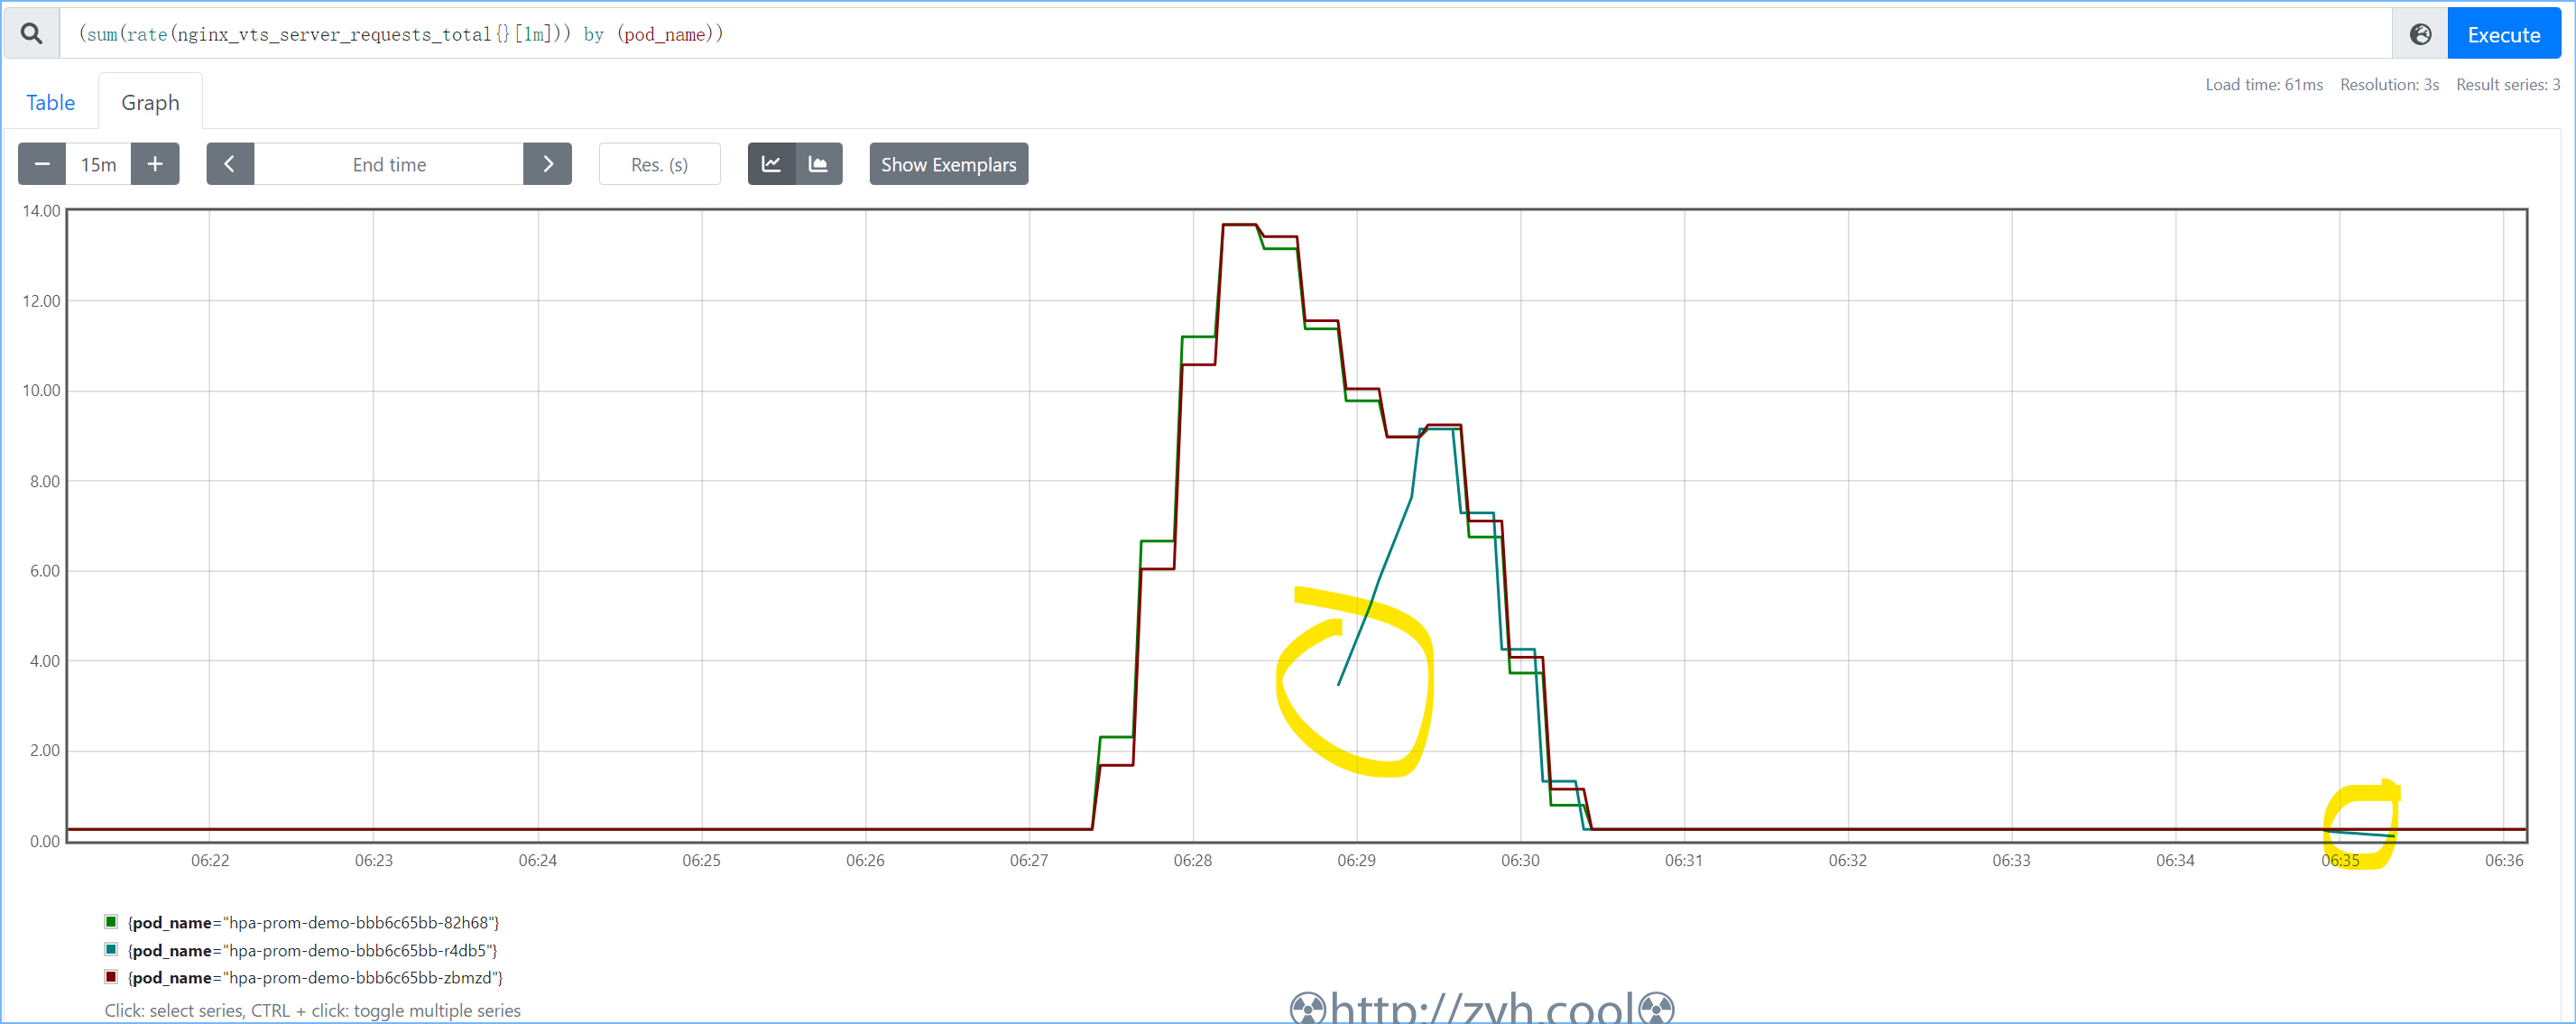 (sum(rate(nginx_vts_server_requests_total{}[1m])) by (pod_name))
Execute
Load time: 61ms Resolution: 3s Result series: 3
Table Graph
15m End time Res. (s) Show Exemplars
14.00
12.00
10.00
8.00
6.00
4.00
2.00
0.00
06:22 06:23 06:24 06:25 06:26 06:27 06:28 06:29 06:30 06:31 06:32 06:33 06:34 06:35 06:36
{pod_name="hpa-prom-demo-bbb6c65bb-82h68"}
{pod_name="hpa-prom-demo-bbb6c65bb-r4db5"}
{pod_name="hpa-prom-demo-bbb6c65bb-zbmzd"}
Click: select series, CTRL + click: toggle multiple series
☢http://zyh.cool☢